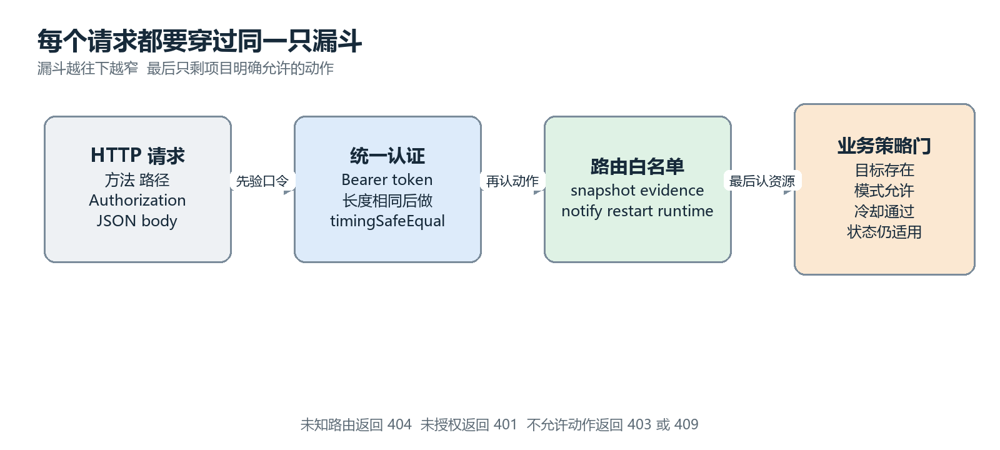 每个请求都要穿过同一只漏斗
漏斗越往下越窄 最后只剩项目明确允许的动作
HTTP 请求
方法 路径
Authorization
JSON body
先验口令
统一认证
Bearer token
长度相同后做
timingSafeEqual
再认动作
路由白名单
snapshot evidence
notify restart runtime
最后认资源
业务策略门
目标存在
模式允许
冷却通过
状态仍适用
未知路由返回 404 未授权返回 401 不允许动作返回 403 或 409